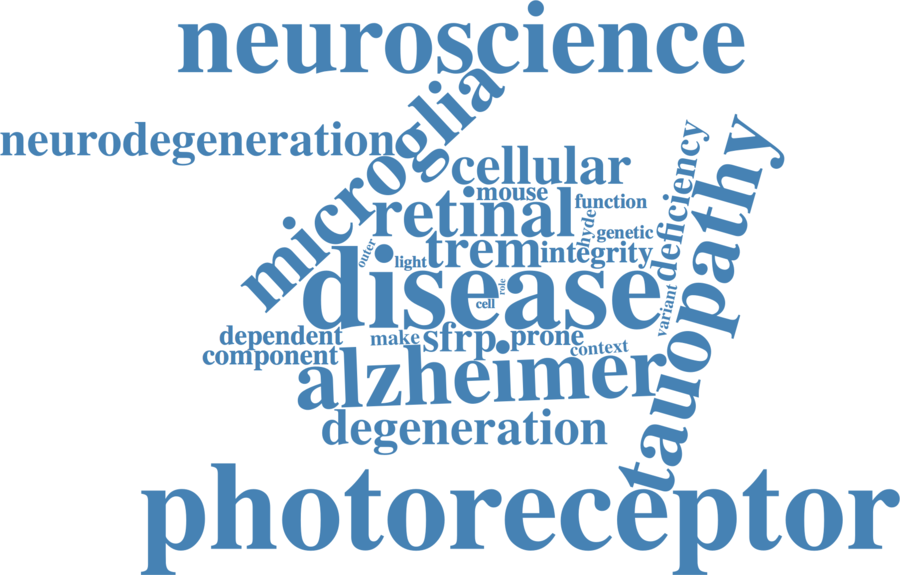 neuroscience
microglia
neurodegeneration
cellular
mouse
retinal
function
hyde
genetic
deficiency
tauopathy
outer
light
trem
integrity
disease
cell
role
variant
dependent
make
sfrp
prone
context
component
alzheimer
degeneration
photoreceptor